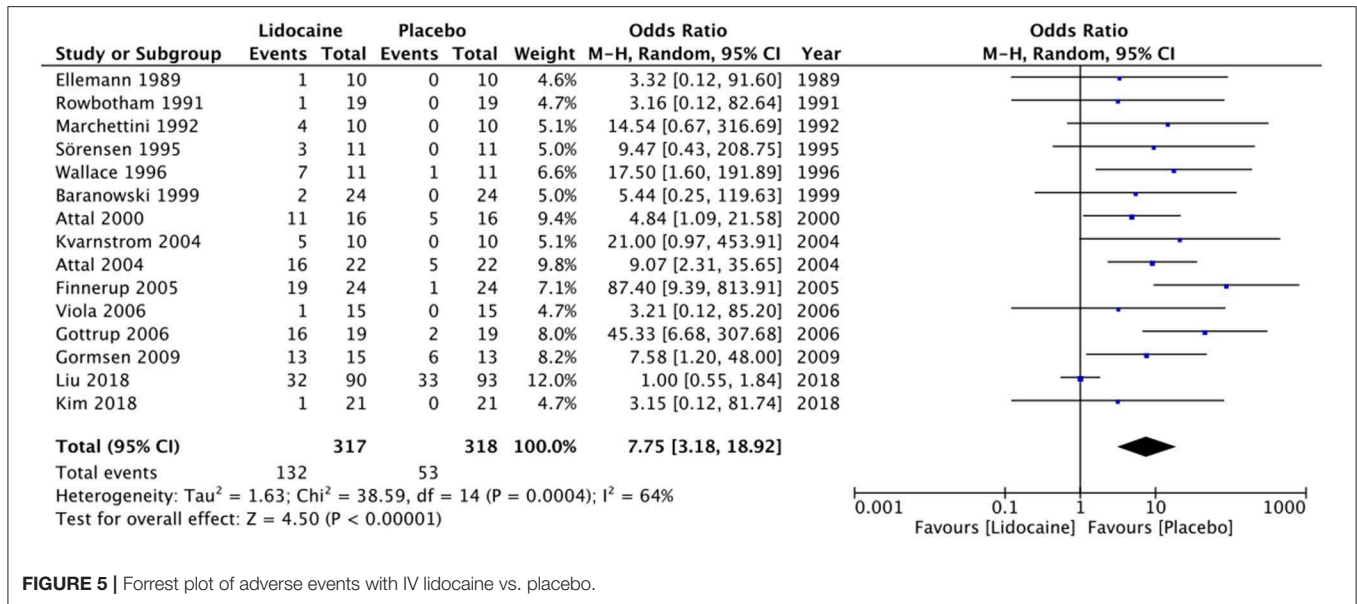 Lidocaine Placebo Odds Ratio Odds Ratio
Study or Subgroup Events Total Events Total Weight M-H, Random, 95% CI Year M-H, Random, 95% CI
Ellemann 1989 1 10 0 10 4.6% 3.32 [0.12, 91.60] 1989
Rowbotham 1991 1 19 0 19 4.7% 3.16 [0.12, 82.64] 1991
Marchettini 1992 4 10 0 10 5.1% 14.54 [0.67, 316.69] 1992
Sörensen 1995 3 11 0 11 5.0% 9.47 [0.43, 208.75] 1995
Wallace 1996 7 11 1 11 6.6% 17.50 [1.60, 191.89] 1996
Baranowski 1999 2 24 0 24 5.0% 5.44 [0.25, 119.63] 1999
Attal 2000 11 16 5 16 9.4% 4.84 [1.09, 21.58] 2000
Kvarnstrom 2004 5 10 0 10 5.1% 21.00 [0.97, 453.91] 2004
Attal 2004 16 22 5 22 9.8% 9.07 [2.31, 35.65] 2004
Finnerup 2005 19 24 1 24 7.1% 87.40 [9.39, 813.91] 2005
Viola 2006 1 15 0 15 4.7% 3.21 [0.12, 85.20] 2006
Gottrup 2006 16 19 2 19 8.0% 45.33 [6.68, 307.68] 2006
Gormsen 2009 13 15 6 13 8.2% 7.58 [1.20, 48.00] 2009
Liu 2018 32 90 33 93 12.0% 1.00 [0.55, 1.84] 2018
Kim 2018 1 21 0 21 4.7% 3.15 [0.12, 81.74] 2018
Total (95% CI) 317 318 100.0% 7.75 [3.18, 18.92]
Total events 132 53
Heterogeneity: Tau² = 1.63; Chi² = 38.59, df = 14 (P = 0.0004); I² = 64%
Test for overall effect: Z = 4.50 (P < 0.00001)
0.001 0.1 1 10 1000
Favours [Lidocaine] Favours [Placebo]
FIGURE 5 | Forrest plot of adverse events with IV lidocaine vs. placebo.